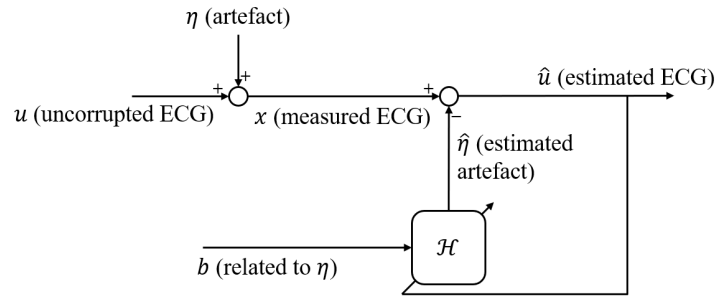 η (artefact)
+
+
u (uncorrupted ECG)
x (measured ECG)
+
−
û (estimated ECG)
η̂ (estimated
artefact)
b (related to η)
ℋ